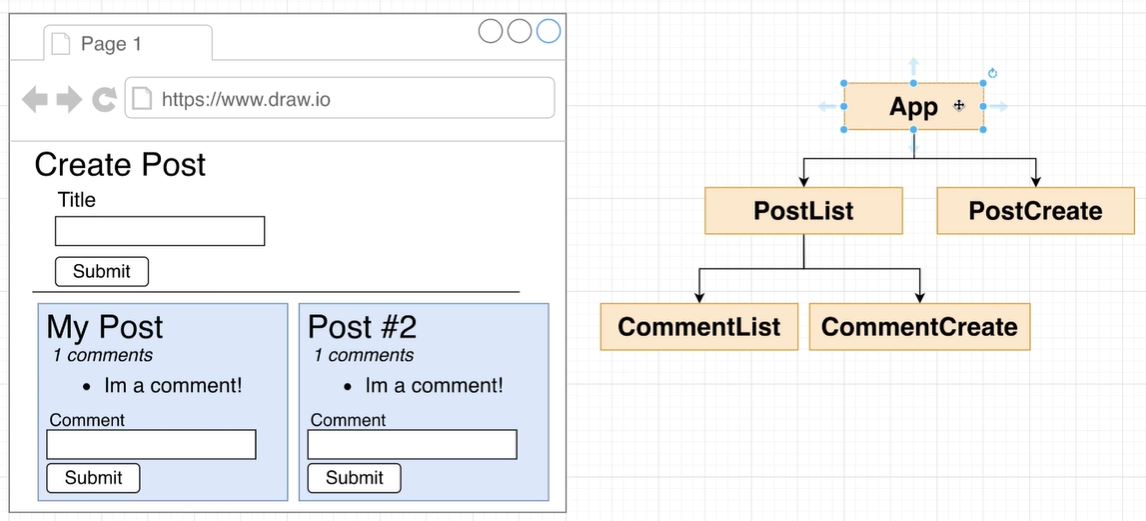 Page 1
https://www.draw.io
Create Post
Title
Submit
My Post
1 comments
Im a comment!
Comment
Submit
Post #2
1 comments
Im a comment!
Comment
Submit
App
PostList
PostCreate
CommentList
CommentCreate